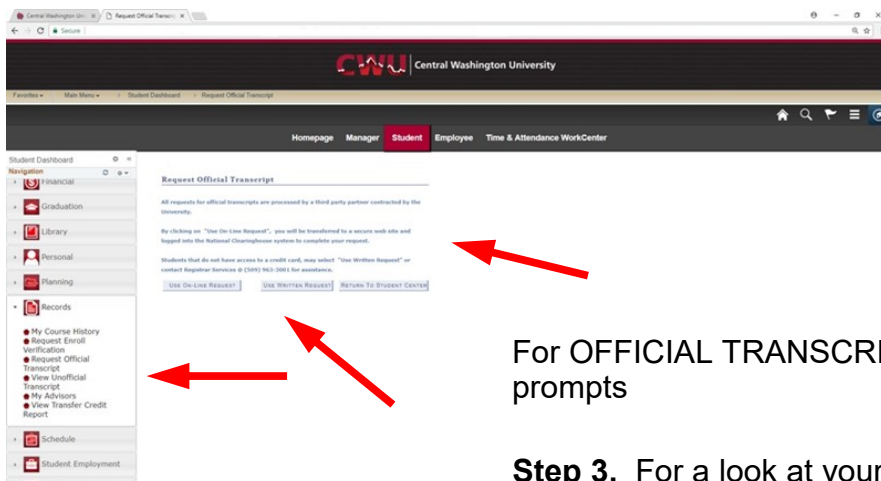 Central Washington Uni
Request Official Transcri
Secure
CWU Central Washington University
Favorites Main Menu Student Dashboard Request Official Transcript
Homepage Manager Student Employee Time & Attendance WorkCenter
Student Dashboard
Navigation
Financial
Graduation
Library
Personal
Planning
Records
My Course History
Request Enroll
Verification
Request Official
Transcript
View Unofficial
Transcript
My Advisors
View Transfer Credit
Report
Schedule
Student Employment
Request Official Transcript
All requests for official transcripts are processed by a third party partner contracted by the
University.
By clicking on "Use On-Line Request", you will be transferred to a secure web site and
logged into the National Clearinghouse system to complete your request.
Students that do not have access to a credit card, may select "Use Written Request" or
contact Registrar Services @ (509) 963-3001 for assistance.
Use On-Line Request Use Written Request Return To Student Center
For OFFICIAL TRANSCRI
prompts
Step 3. For a look at your